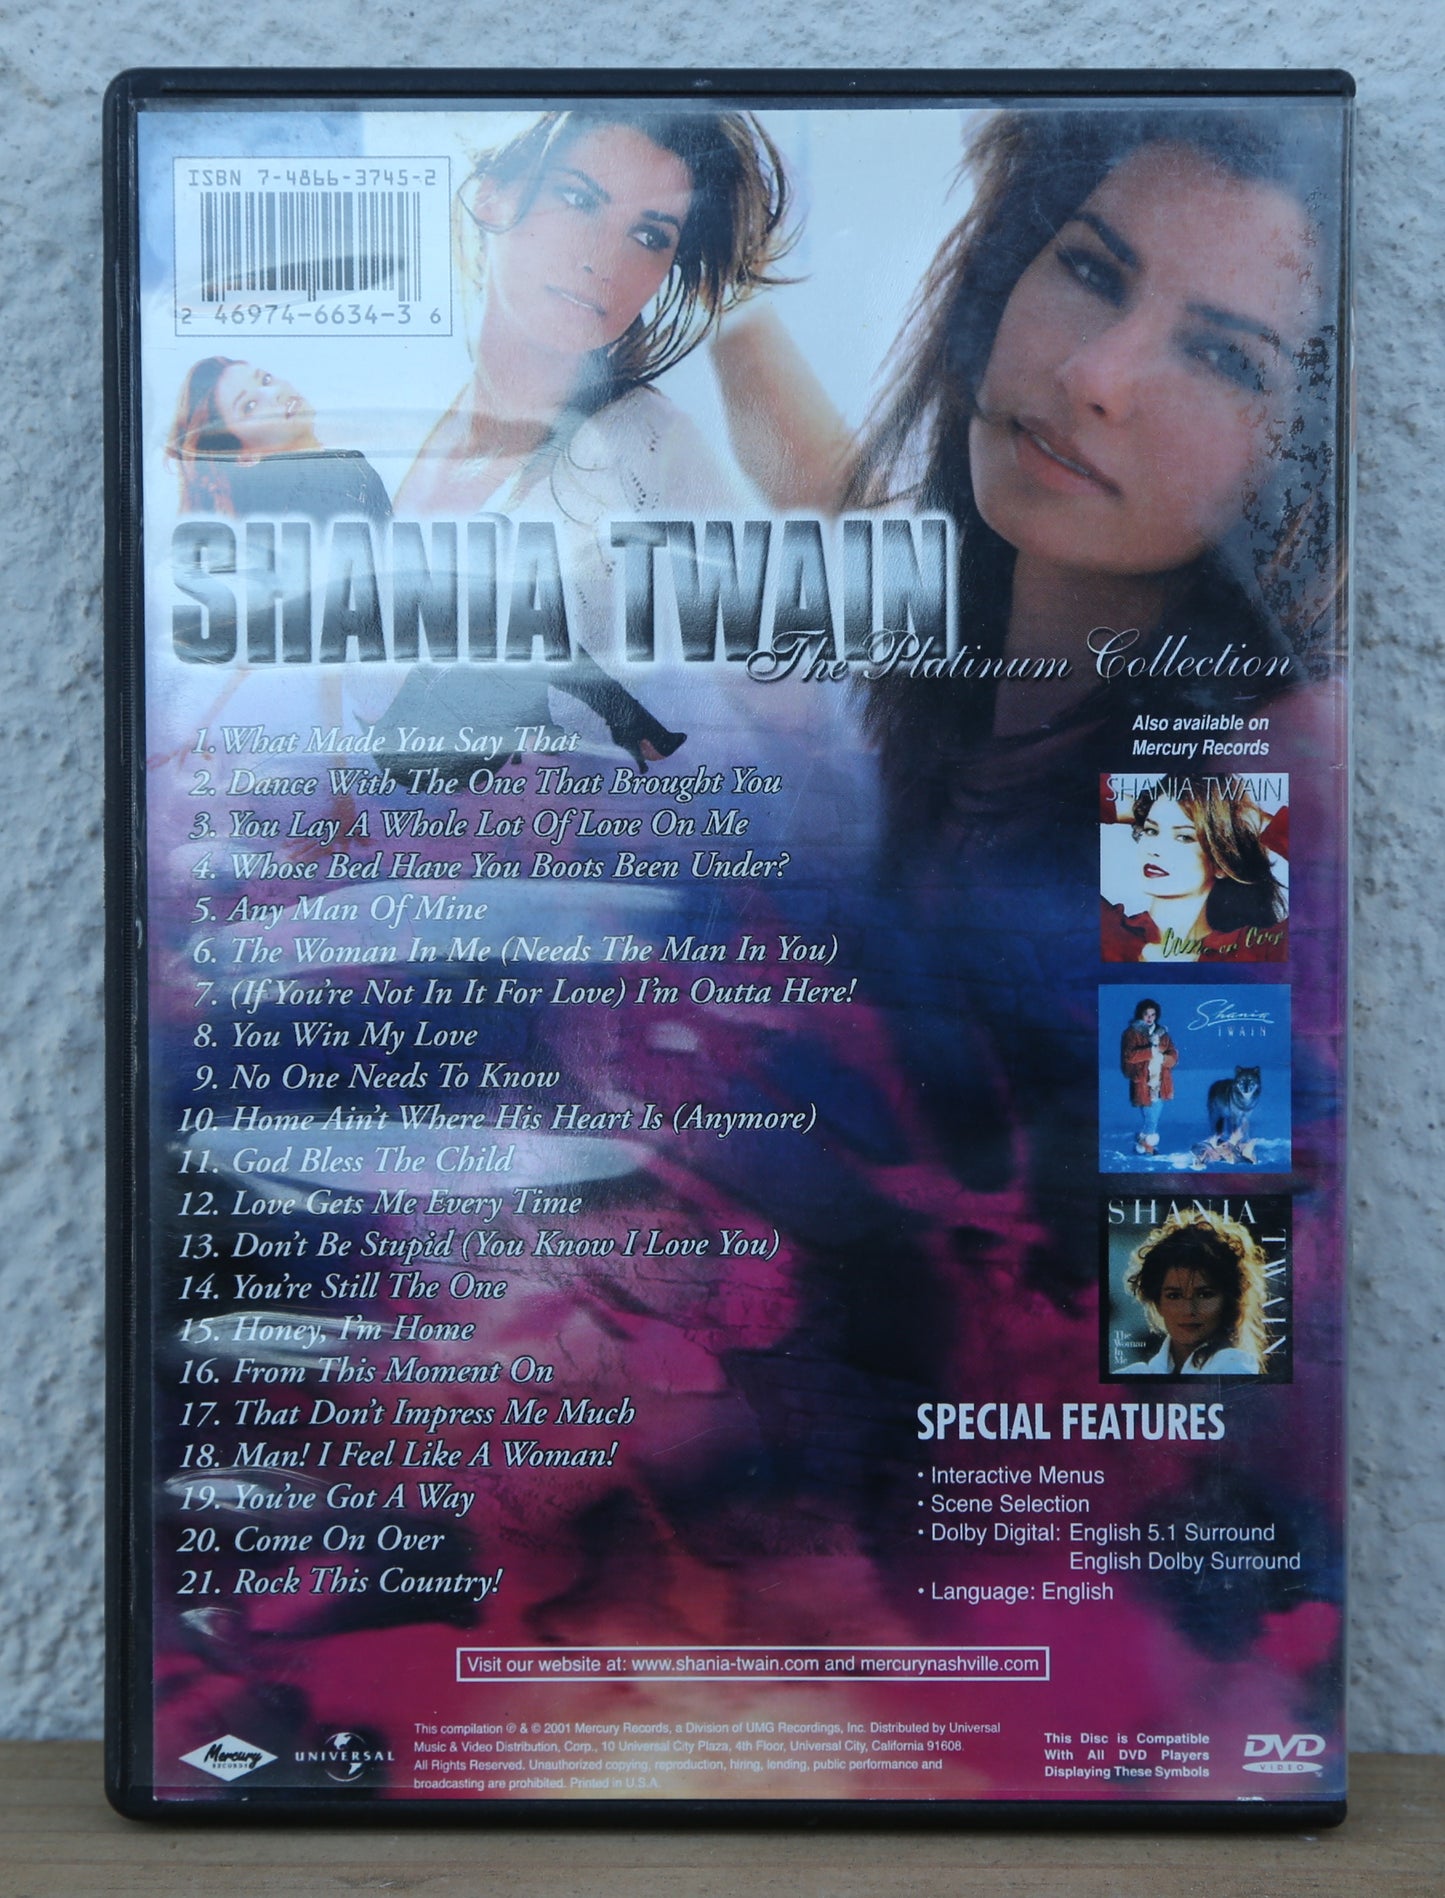 ISBN 7-4866-3745-2
2 46974-6634-3 6
SHANIA TWAIN
The Platinum Collection
1. What Made You Say That
2. Dance With The One That Brought You
3. You Lay A Whole Lot Of Love On Me
4. Whose Bed Have You Boots Been Under?
5. Any Man Of Mine
6. The Woman In Me (Needs The Man In You)
7. (If You're Not In It For Love) I'm Outta Here!
8. You Win My Love
9. No One Needs To Know
10. Home Ain't Where His Heart Is (Anymore)
11. God Bless The Child
12. Love Gets Me Every Time
13. Don't Be Stupid (You Know I Love You)
14. You're Still The One
15. Honey, I'm Home
16. From This Moment On
17. That Don't Impress Me Much
18. Man! I Feel Like A Woman!
19. You've Got A Way
20. Come On Over
21. Rock This Country!
Also available on
Mercury Records
SHANIA TWAIN
Come on Over
Shania
TWAIN
SHANIA
TWAIN
The
Woman
In
Me
SPECIAL FEATURES
• Interactive Menus
• Scene Selection
• Dolby Digital: English 5.1 Surround
English Dolby Surround
• Language: English
Visit our website at: www.shania-twain.com and mercurynashville.com
Mercury
RECORDS
UNIVERSAL
This compilation ℗ & © 2001 Mercury Records, a Division of UMG Recordings, Inc. Distributed by Universal
Music & Video Distribution, Corp., 10 Universal City Plaza, 4th Floor, Universal City, California 91608.
All Rights Reserved. Unauthorized copying, reproduction, hiring, lending, public performance and
broadcasting are prohibited. Printed in U.S.A.
This Disc is Compatible
With All DVD Players
Displaying These Symbols
DVD
VIDEO